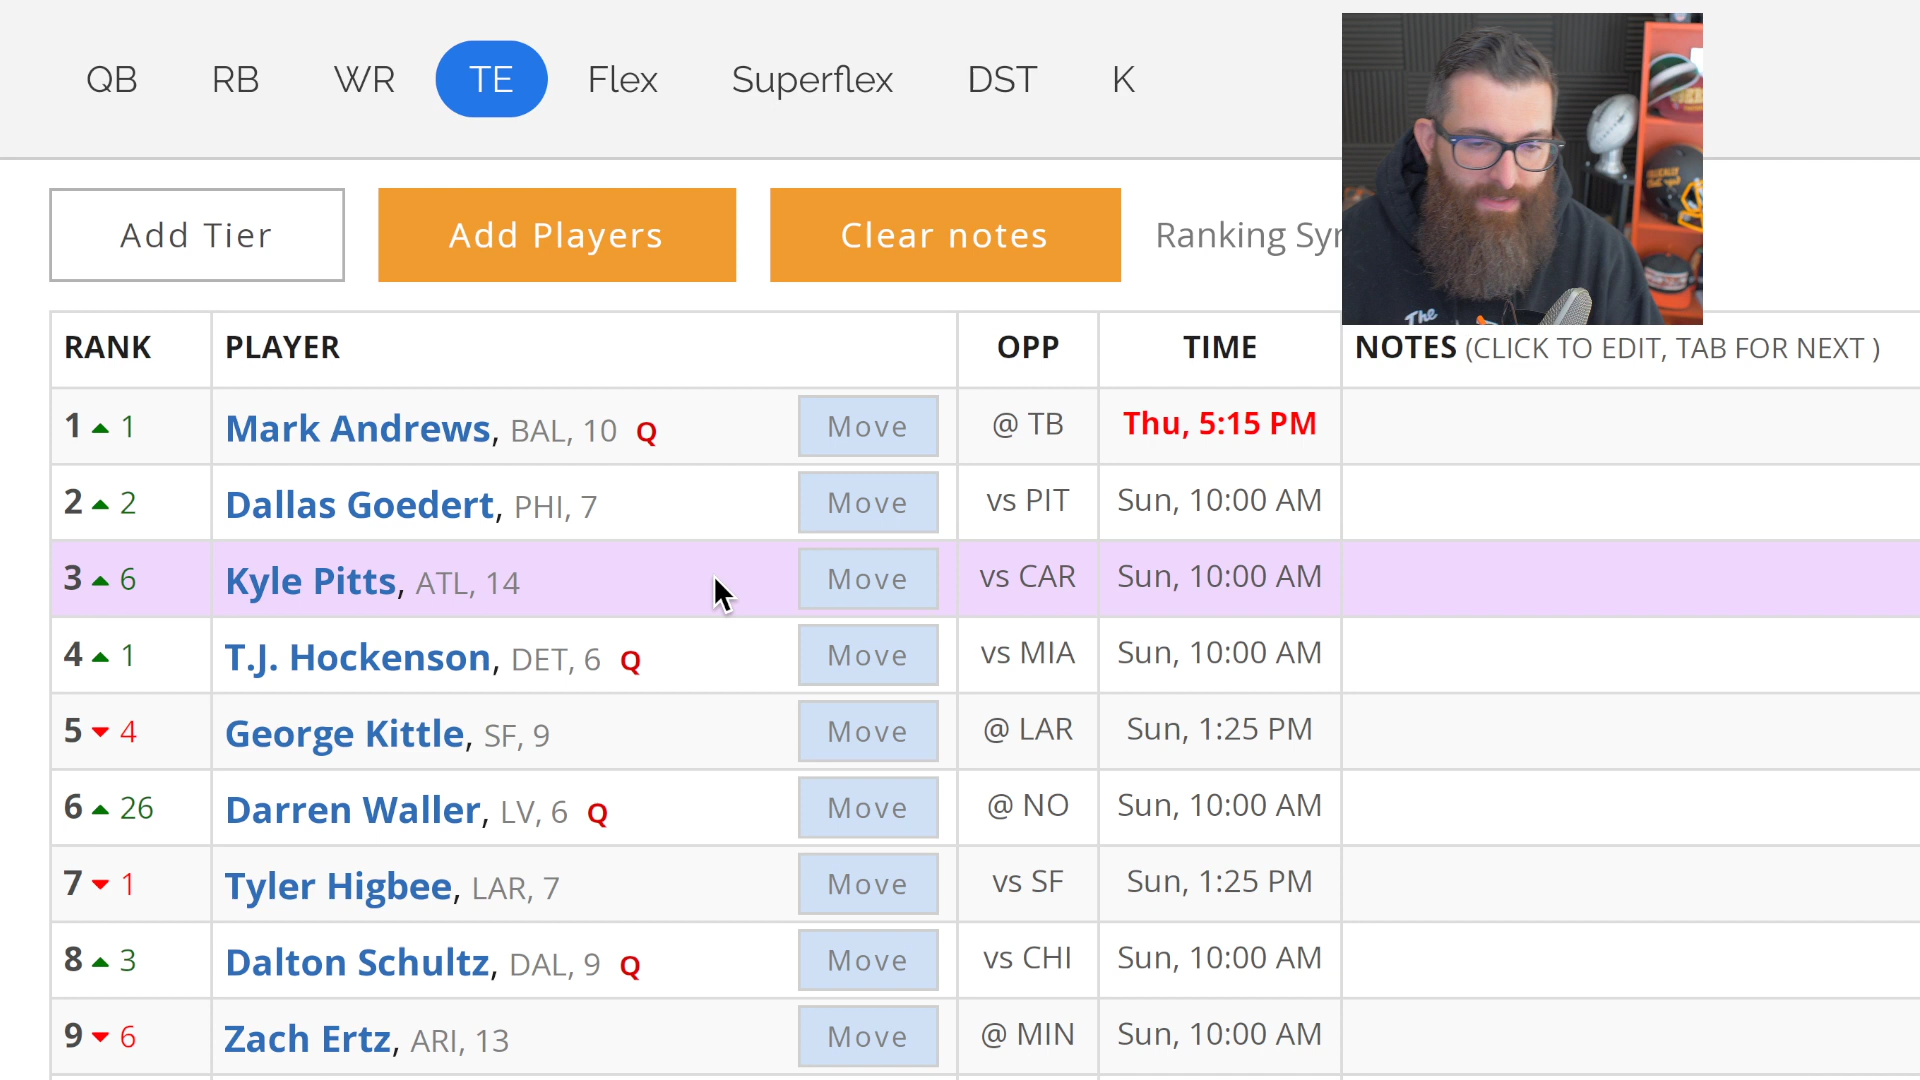 QB RB WR TE Flex Superflex DST K
Add Tier Add Players Clear notes Ranking Syn
The
RANK PLAYER OPP TIME NOTES (CLICK TO EDIT, TAB FOR NEXT )
1 1 Mark Andrews, BAL, 10 Q Move @ TB Thu, 5:15 PM
2 2 Dallas Goedert, PHI, 7 Move vs PIT Sun, 10:00 AM
3 6 Kyle Pitts, ATL, 14 Move vs CAR Sun, 10:00 AM
4 1 T.J. Hockenson, DET, 6 Q Move vs MIA Sun, 10:00 AM
5 4 George Kittle, SF, 9 Move @ LAR Sun, 1:25 PM
6 26 Darren Waller, LV, 6 Q Move @ NO Sun, 10:00 AM
7 1 Tyler Higbee, LAR, 7 Move vs SF Sun, 1:25 PM
8 3 Dalton Schultz, DAL, 9 Q Move vs CHI Sun, 10:00 AM
9 6 Zach Ertz, ARI, 13 Move @ MIN Sun, 10:00 AM